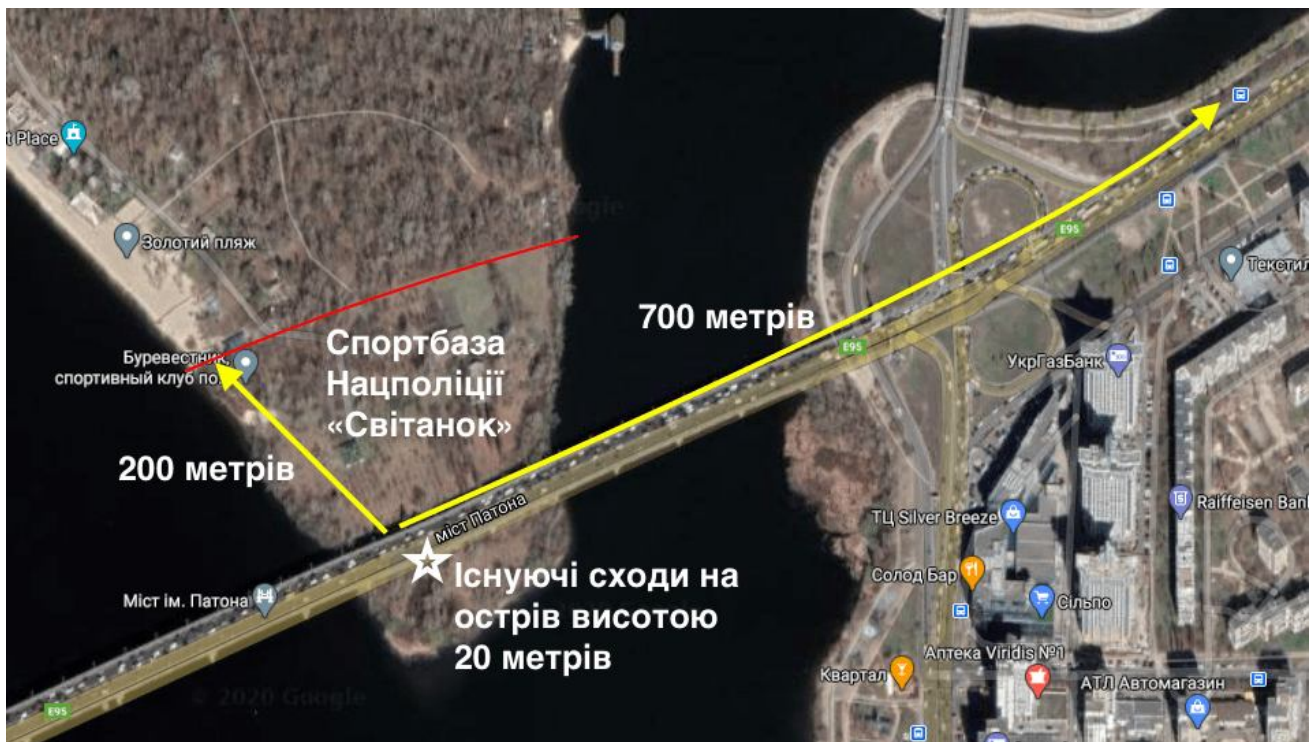 t Place
Золотий пляж
E95
700 метрів
Текстил
Спортбаза
Нацполіції
«Світанок»
E95
Буревестник,
спортивный клуб по...
УкрГазБанк
200 метрів
міст Патона
ТЦ Silver Breeze
Raiffeisen Bank
Існуючі сходи на
острів висотою
20 метрів
Солод Бар
Сільпо
Міст ім. Патона
Аптека Viridis №1
Квартал
АТЛ Автомагазин
© 2020 Google
E95